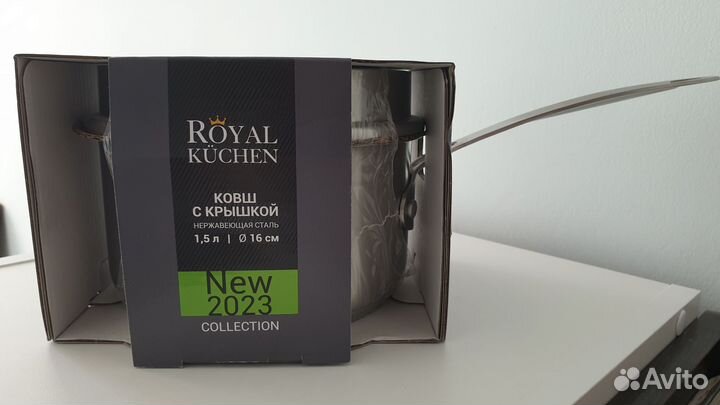 ROYAL
KÜCHEN
КОВШ
С КРЫШКОЙ
НЕРЖАВЕЮЩАЯ СТАЛЬ
1,5 л | Ø 16 см
New
2023
COLLECTION
Avito